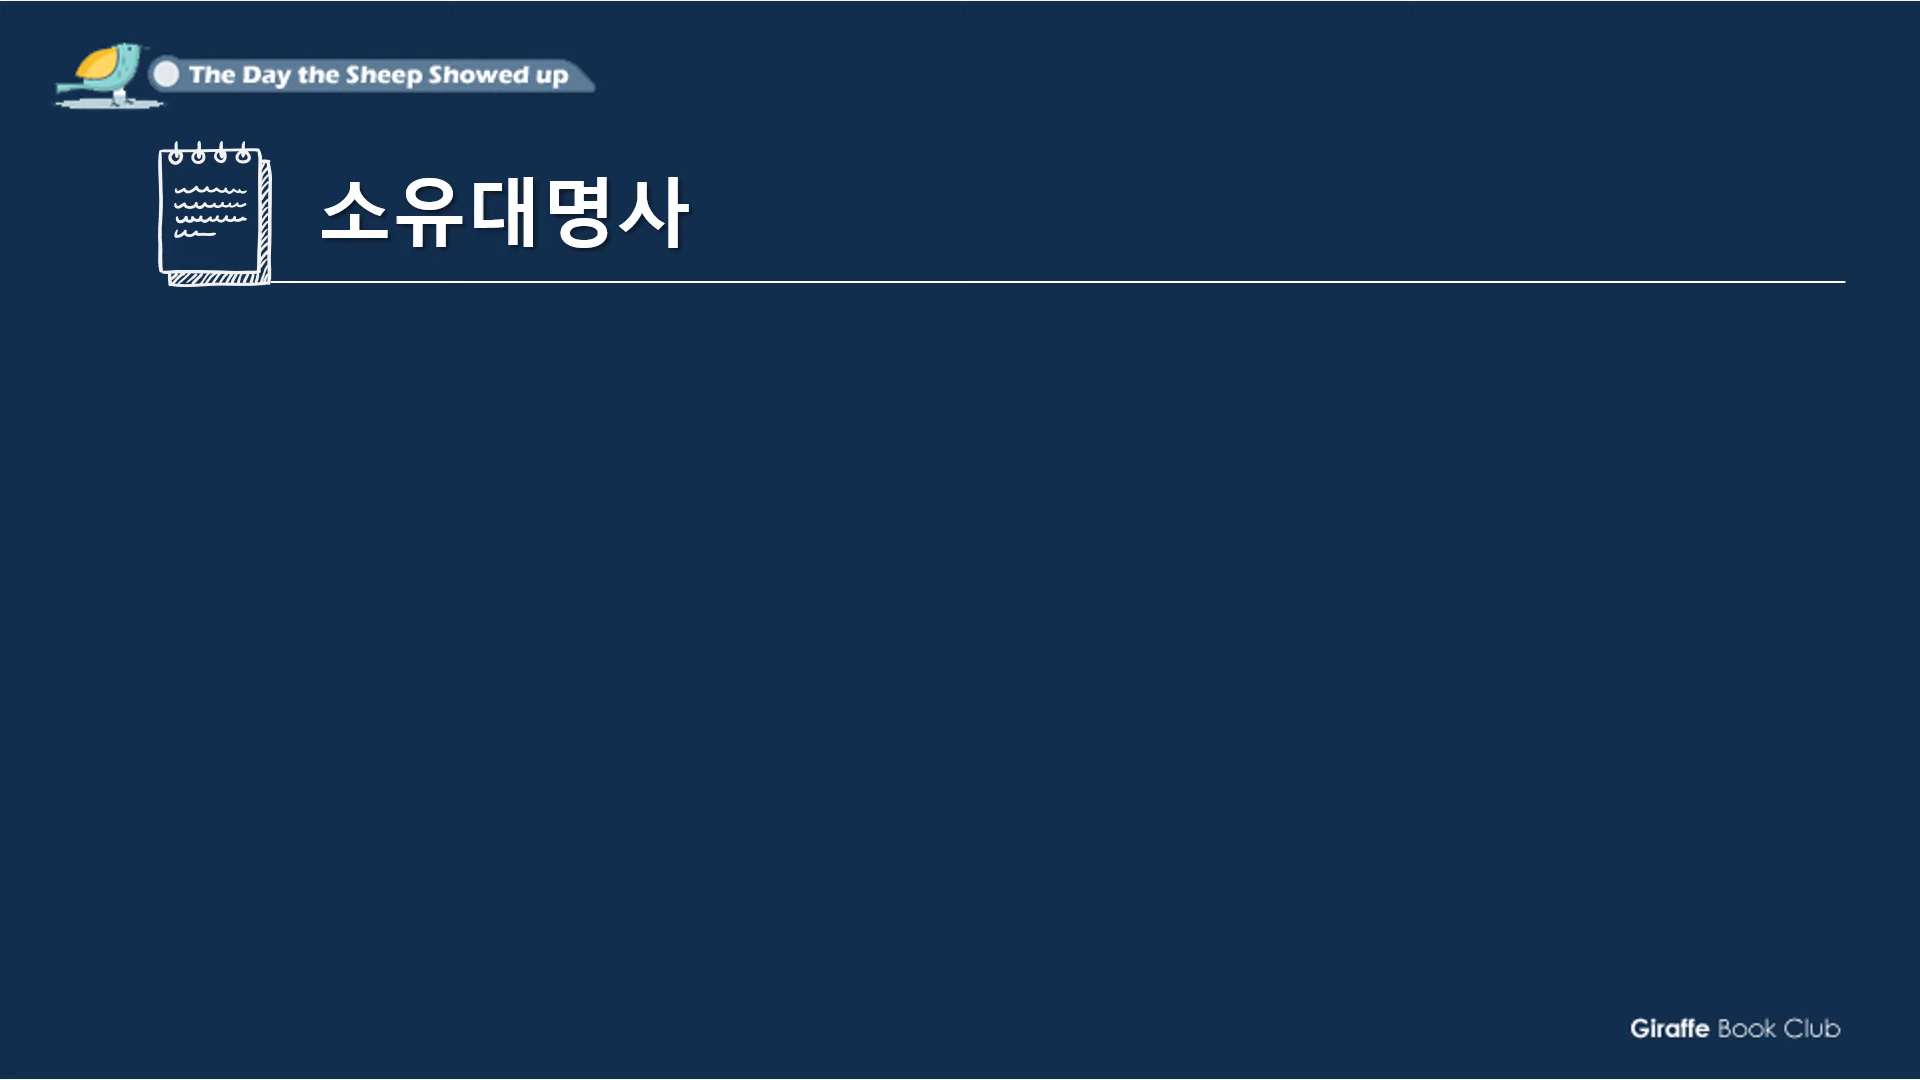 The Day the Sheep Showed up
소유대명사
Giraffe Book Club